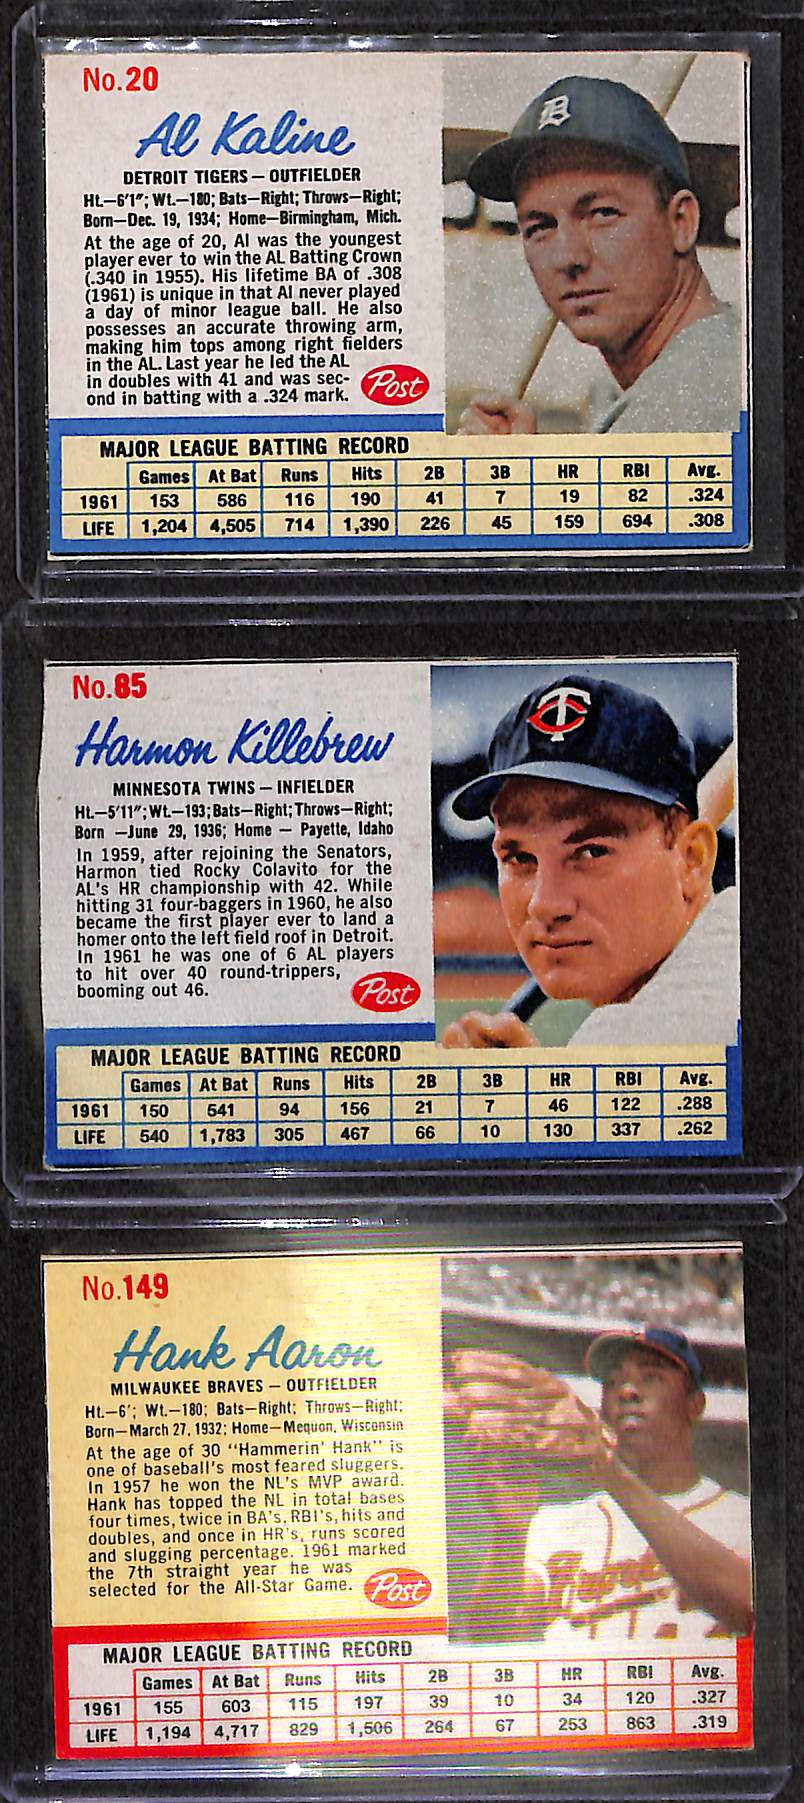 No.20
Al Kaline
DETROIT TIGERS — OUTFIELDER
Ht.—6'1"; Wt.—180; Bats—Right; Throws—Right;
Born—Dec. 19, 1934; Home—Birmingham, Mich.
At the age of 20, Al was the youngest
player ever to win the AL Batting Crown
(.340 in 1955). His lifetime BA of .308
(1961) is unique in that Al never played
a day of minor league ball. He also
possesses an accurate throwing arm,
making him tops among right fielders
in the AL. Last year he led the AL
in doubles with 41 and was sec-
ond in batting with a .324 mark.
Post
MAJOR LEAGUE BATTING RECORD
Games At Bat Runs Hits 2B 3B HR RBI Avg.
1961 153 586 116 190 41 7 19 82 .324
LIFE 1,204 4,505 714 1,390 226 45 159 694 .308
No.85
Harmon Killebrew
TC
MINNESOTA TWINS — INFIELDER
Ht.—5'11"; Wt.—193; Bats—Right; Throws—Right;
Born —June 29, 1936; Home — Payette, Idaho
In 1959, after rejoining the Senators,
Harmon tied Rocky Colavito for the
AL's HR championship with 42. While
hitting 31 four-baggers in 1960, he also
became the first player ever to land a
homer onto the left field roof in Detroit.
In 1961 he was one of 6 AL players
to hit over 40 round-trippers,
booming out 46.
Post
MAJOR LEAGUE BATTING RECORD
Games At Bat Runs Hits 2B 3B HR RBI Avg.
1961 150 541 94 156 21 7 46 122 .288
LIFE 540 1,783 305 467 66 10 130 337 .262
No.149
Hank Aaron
MILWAUKEE BRAVES — OUTFIELDER
Ht.—6'; Wt.—180; Bats—Right; Throws—Right;
Born—March 27, 1932; Home—Mequon, Wisconsin
At the age of 30 "Hammerin' Hank" is
one of baseball's most feared sluggers.
In 1957 he won the NL's MVP award.
Hank has topped the NL in total bases
four times, twice in BA's, RBI's, hits and
doubles, and once in HR's, runs scored
and slugging percentage. 1961 marked
the 7th straight year he was
selected for the All-Star Game.
Post
MAJOR LEAGUE BATTING RECORD
Games At Bat Runs Hits 2B 3B HR RBI Avg.
1961 155 603 115 197 39 10 34 120 .327
LIFE 1,194 4,717 829 1,506 264 67 253 863 .319